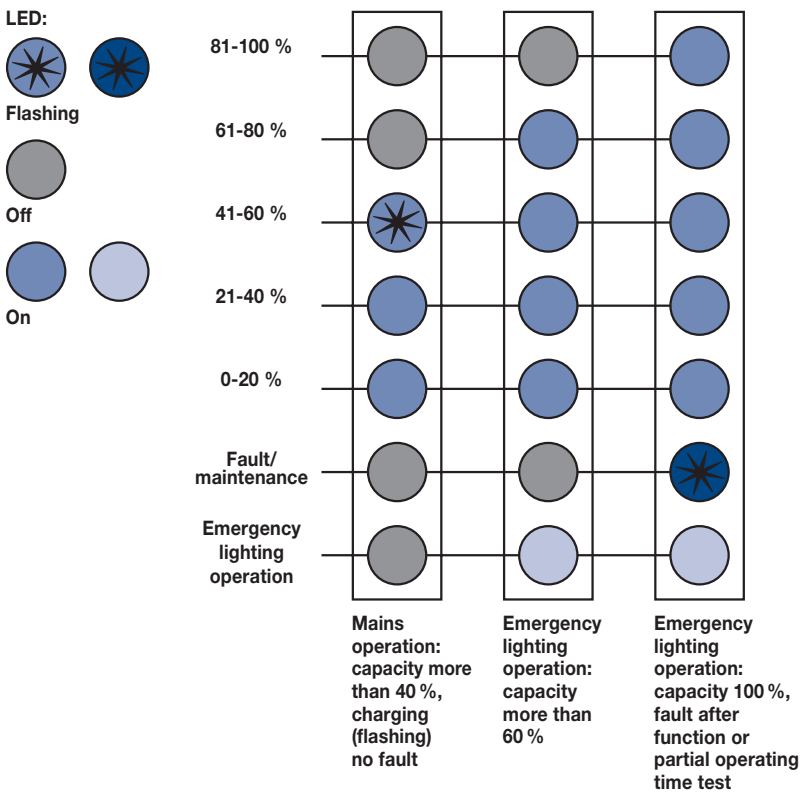 LED:
Flashing
Off
On
81-100 %
61-80 %
41-60 %
21-40 %
0-20 %
Fault/
maintenance
Emergency
lighting
operation
Mains
operation:
capacity more
than 40 %,
charging
(flashing)
no fault
Emergency
lighting
operation:
capacity
more than
60 %
Emergency
lighting
operation:
capacity 100 %,
fault after
function or
partial operating
time test